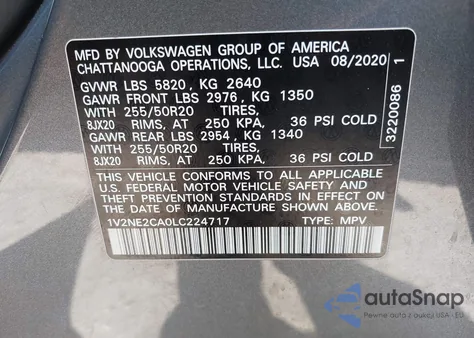 MFD BY VOLKSWAGEN GROUP OF AMERICA
CHATTANOOGA OPERATIONS, LLC. USA 08/2020
GVWR LBS 5820, KG 2640
GAWR FRONT LBS 2976, KG 1350
WITH 255/50R20 TIRES,
8JX20 RIMS, AT 250 KPA, 36 PSI COLD
GAWR REAR LBS 2954, KG 1340
WITH 255/50R20 TIRES,
8JX20 RIMS, AT 250 KPA, 36 PSI COLD
THIS VEHICLE CONFORMS TO ALL APPLICABLE
U.S. FEDERAL MOTOR VEHICLE SAFETY AND
THEFT PREVENTION STANDARDS IN EFFECT ON
DATE OF MANUFACTURE SHOWN ABOVE.
1V2NE2CA0LC224717 TYPE: MPV
3220086 1
autoSnap
Pewne auta z USA · EU